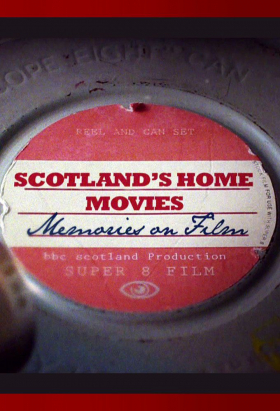 REEL AND CAN SET
SCOTLAND'S HOME
MOVIES
Memories on Film
bbc scotland Production
SUPER 8 FILM